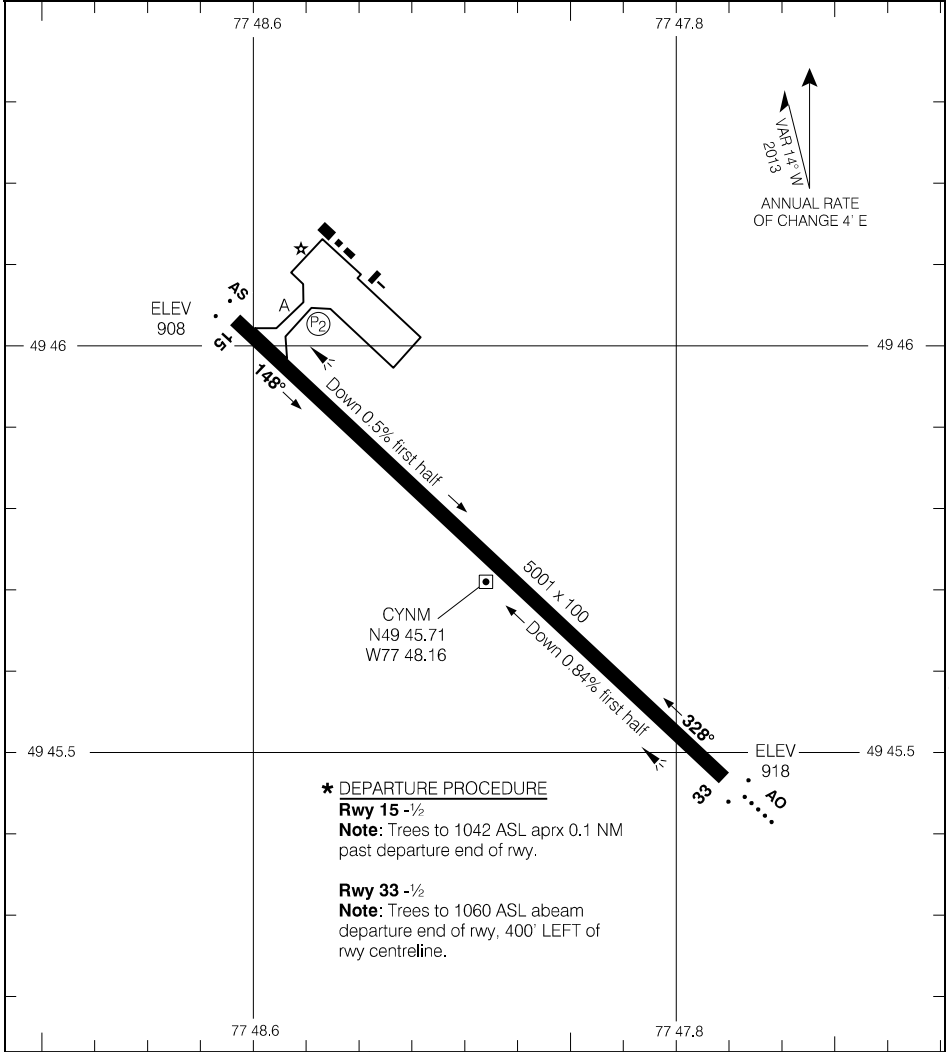 77 48.6
77 47.8
VAR 14° W
2013
ANNUAL RATE
OF CHANGE 4' E
AS
ELEV
908
A
P2
15
49 46
49 46
148°
Down 0.5% first half
5001 x 100
CYNM
N49 45.71
W77 48.16
Down 0.84% first half
328°
49 45.5
49 45.5
ELEV
918
33
AO
* DEPARTURE PROCEDURE
Rwy 15 -½
Note: Trees to 1042 ASL aprx 0.1 NM
past departure end of rwy.
Rwy 33 -½
Note: Trees to 1060 ASL abeam
departure end of rwy, 400' LEFT of
rwy centreline.
77 48.6
77 47.8